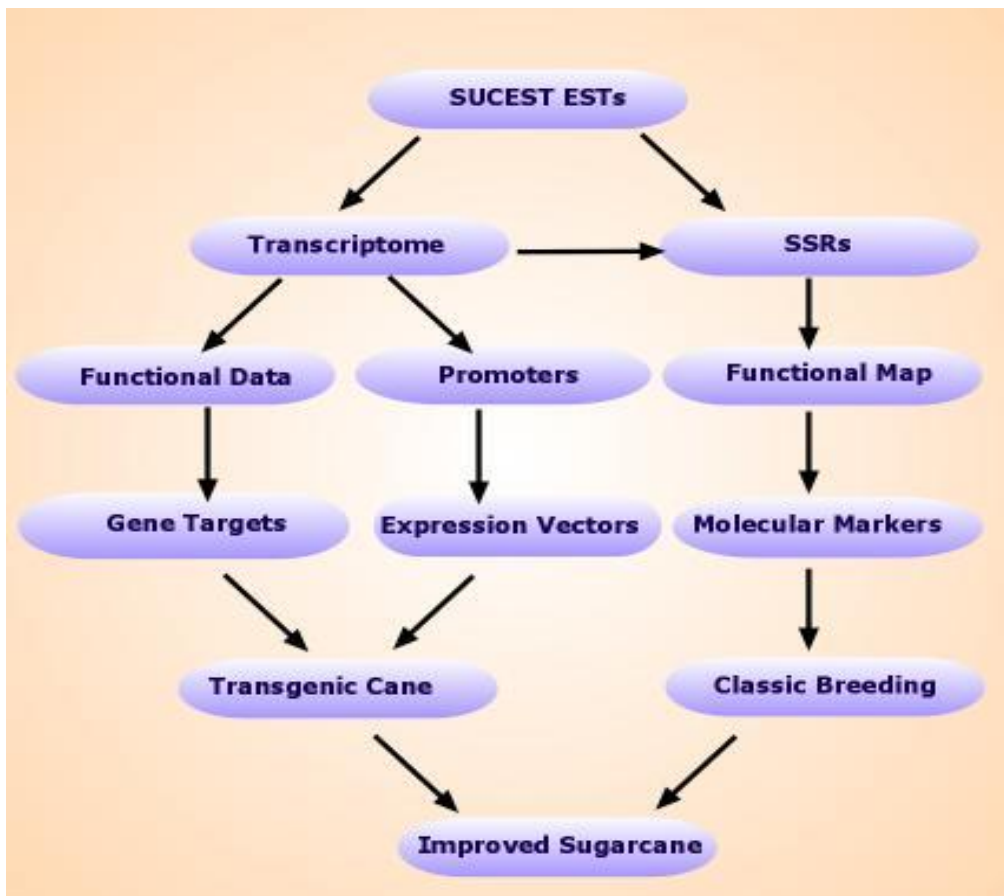 SUCEST ESTs
Transcriptome
SSRs
Functional Data
Promoters
Functional Map
Gene Targets
Expression Vectors
Molecular Markers
Transgenic Cane
Classic Breeding
Improved Sugarcane